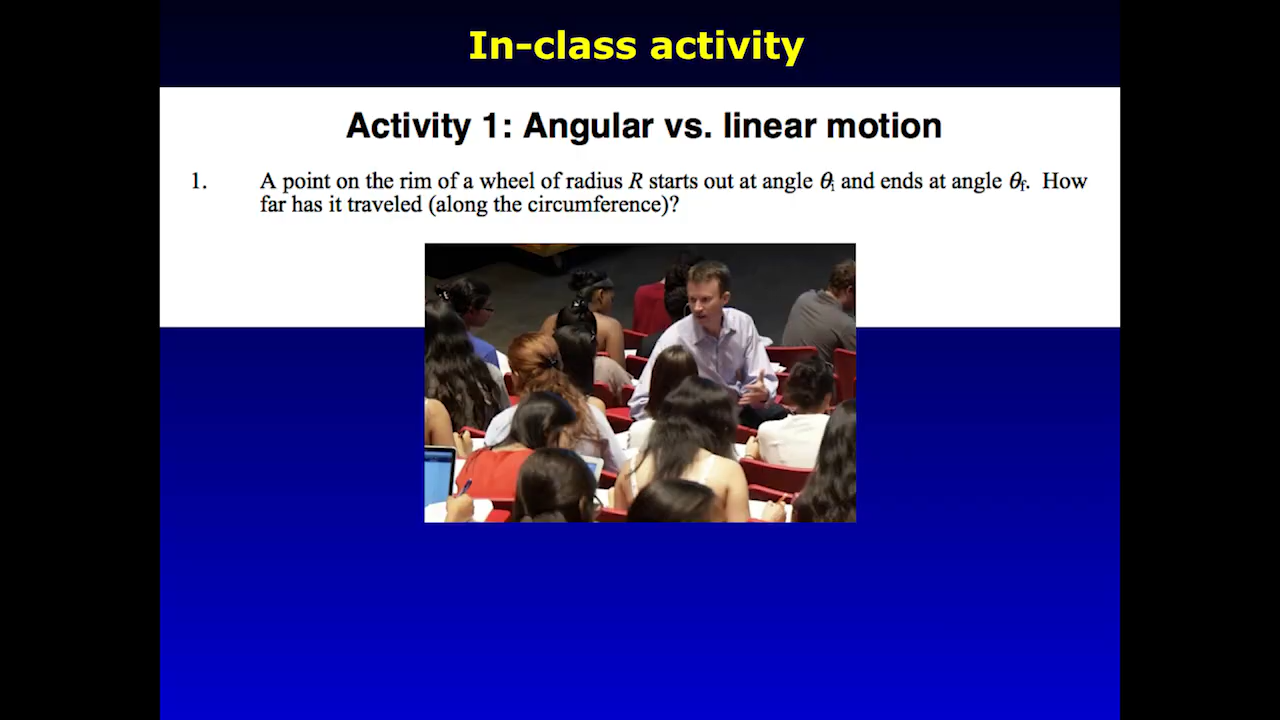 In-class activity
Activity 1: Angular vs. linear motion
1. A point on the rim of a wheel of radius R starts out at angle θi and ends at angle θf. How
far has it traveled (along the circumference)?